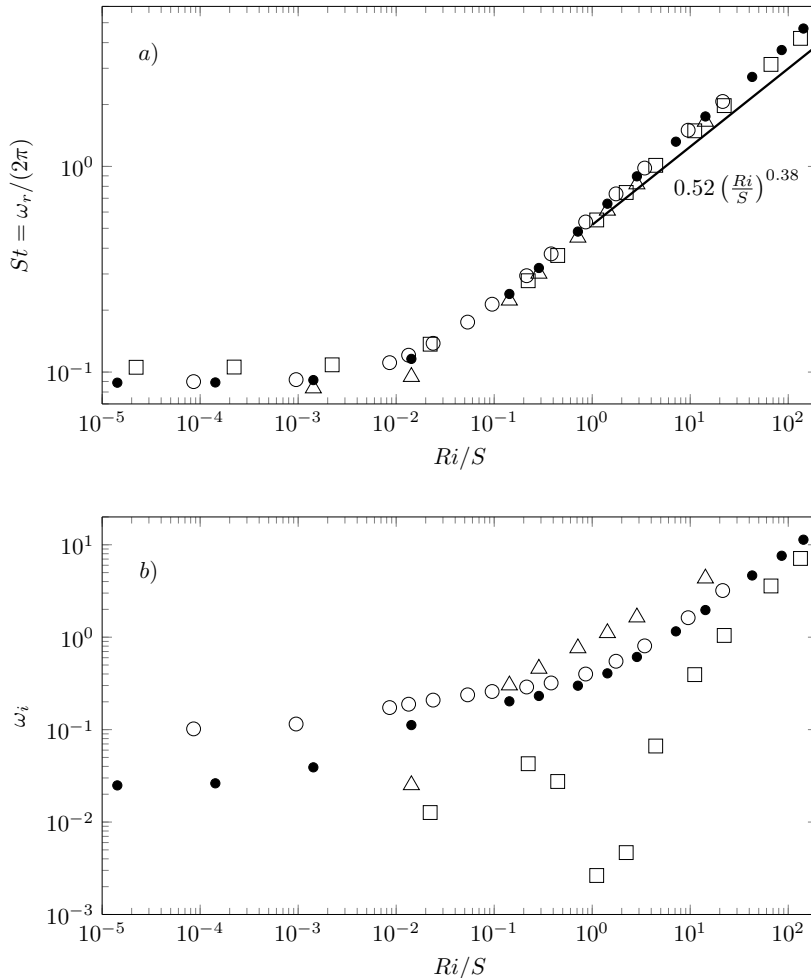 a)
10^0
10^{-1}
St = ω_r/(2π)
0.52 (Ri/S)^{0.38}
10^{-5} 10^{-4} 10^{-3} 10^{-2} 10^{-1} 10^0 10^1 10^2
Ri/S
b)
10^1
10^0
10^{-1}
10^{-2}
10^{-3}
ω_i
10^{-5} 10^{-4} 10^{-3} 10^{-2} 10^{-1} 10^0 10^1 10^2
Ri/S